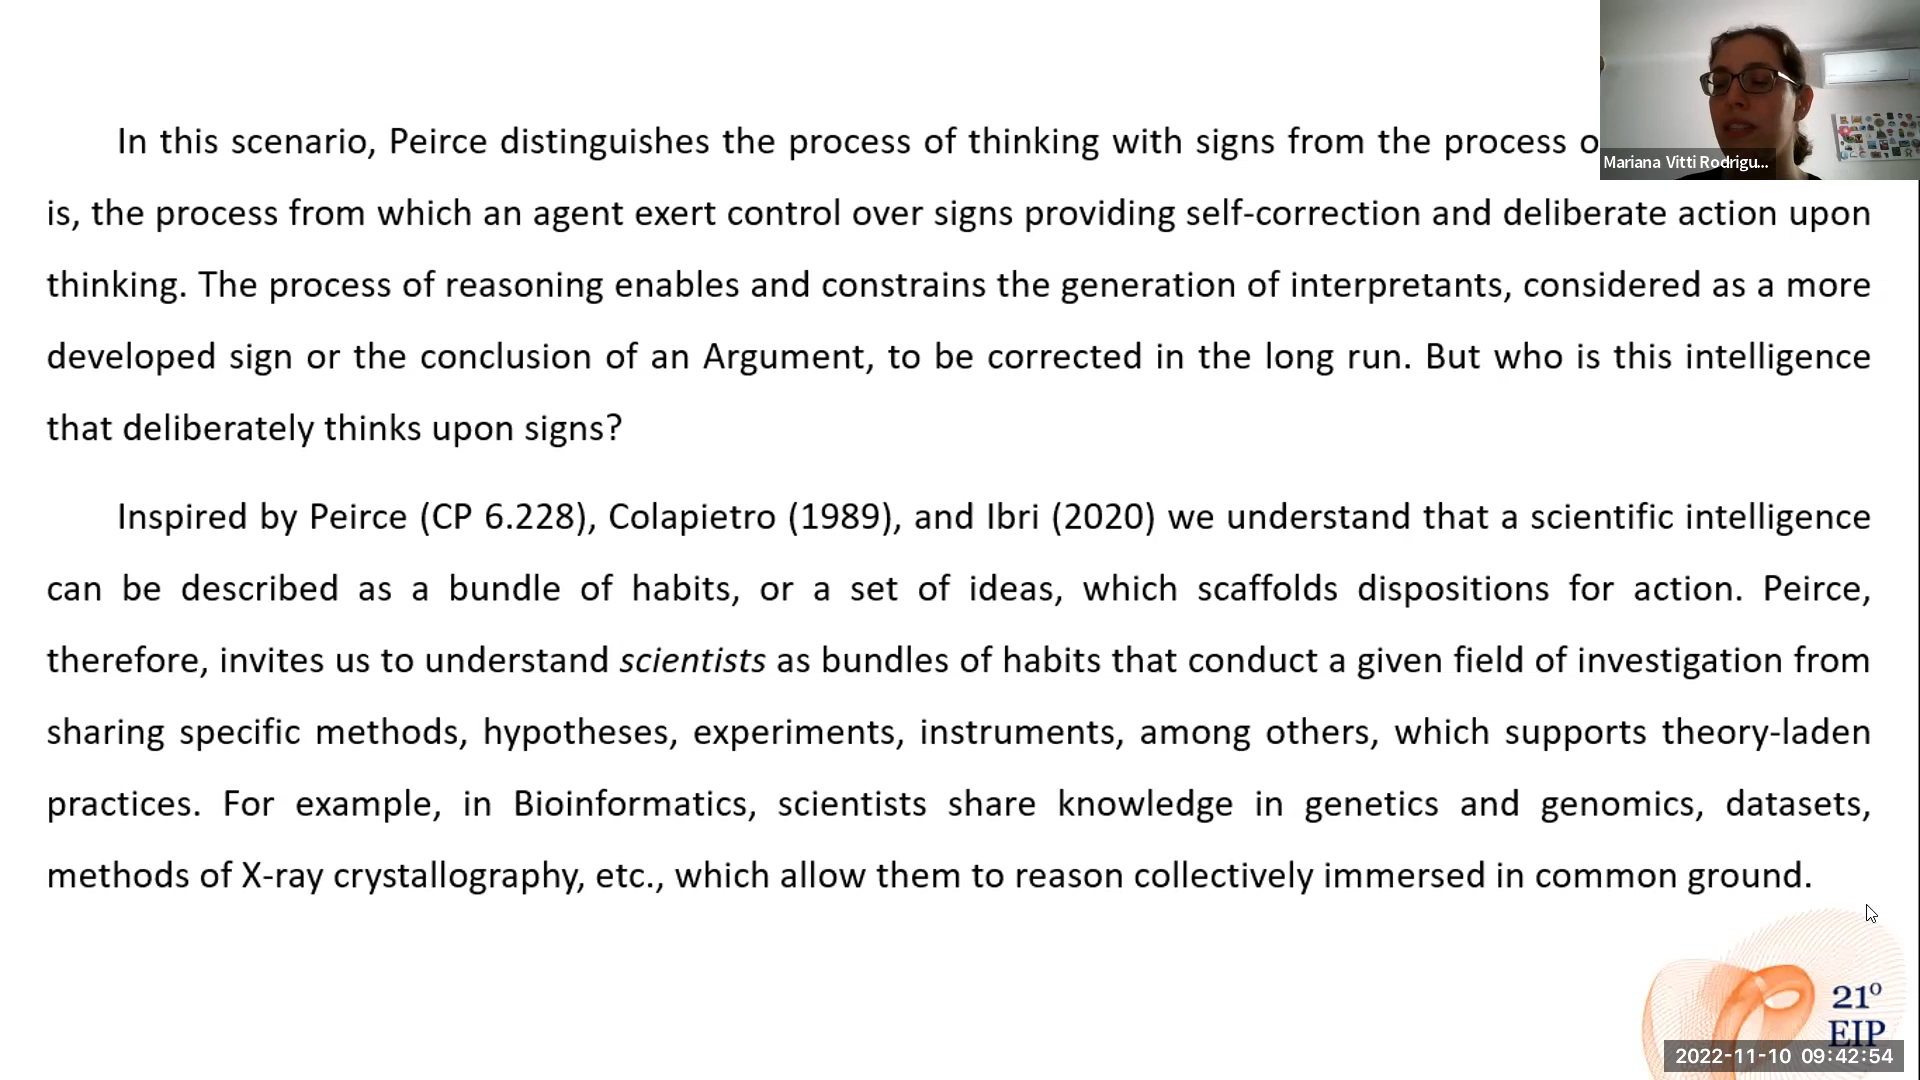 In this scenario, Peirce distinguishes the process of thinking with signs from the process
is, the process from which an agent exert control over signs providing self-correction and deliberate action upon
thinking. The process of reasoning enables and constrains the generation of interpretants, considered as a more
developed sign or the conclusion of an Argument, to be corrected in the long run. But who is this intelligence
that deliberately thinks upon signs?
Inspired by Peirce (CP 6.228), Colapietro (1989), and Ibri (2020) we understand that a scientific intelligence
can be described as a bundle of habits, or a set of ideas, which scaffolds dispositions for action. Peirce,
therefore, invites us to understand scientists as bundles of habits that conduct a given field of investigation from
sharing specific methods, hypotheses, experiments, instruments, among others, which supports theory-laden
practices. For example, in Bioinformatics, scientists share knowledge in genetics and genomics, datasets,
methods of X-ray crystallography, etc., which allow them to reason collectively immersed in common ground.
Mariana Vitti Rodrigu...
21º
EIP
2022-11-10 09:42:54